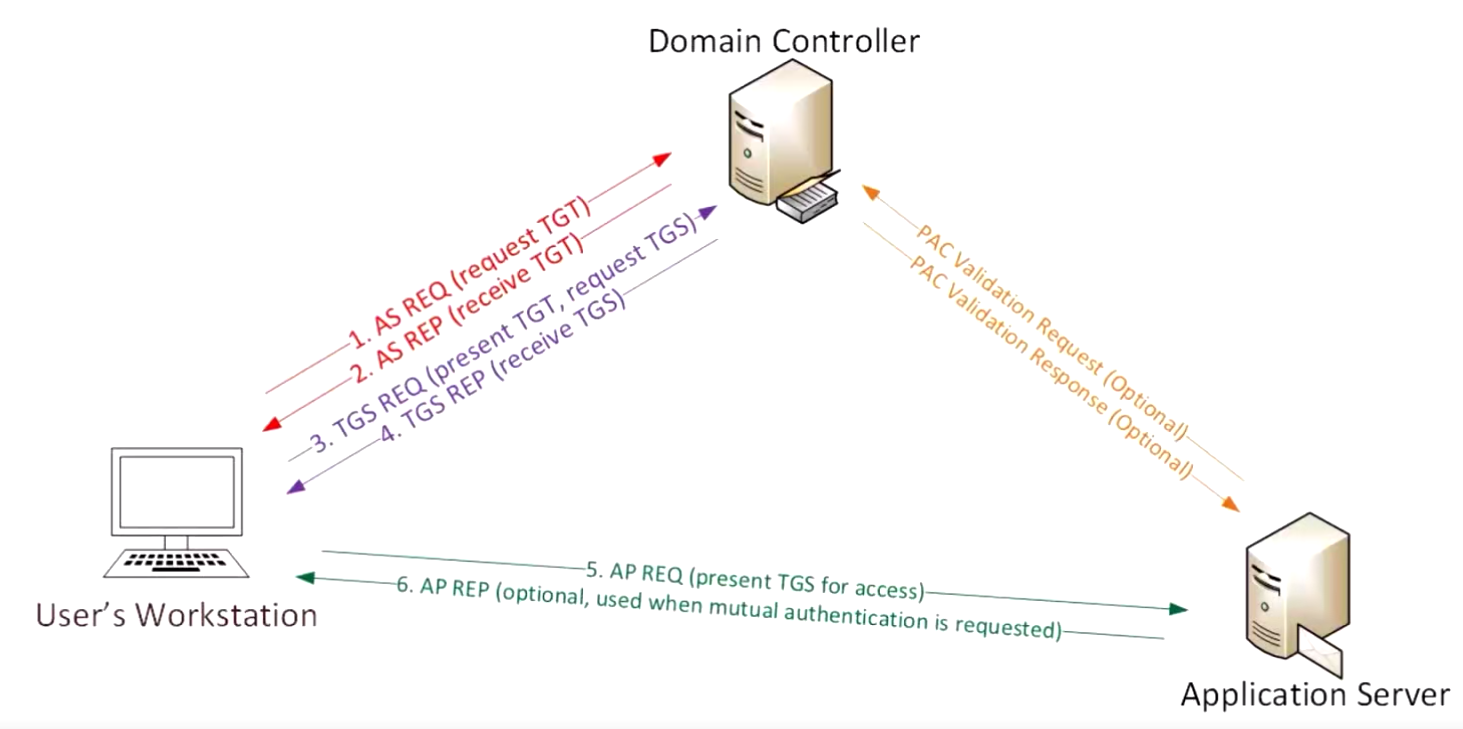 Domain Controller
1. AS REQ (request TGT)
2. AS REP (receive TGT)
3. TGS REQ (present TGT, request TGS)
4. TGS REP (receive TGS)
PAC Validation Request (Optional)
PAC Validation Response (Optional)
5. AP REQ (present TGS for access)
6. AP REP (optional, used when mutual authentication is requested)
User's Workstation
Application Server